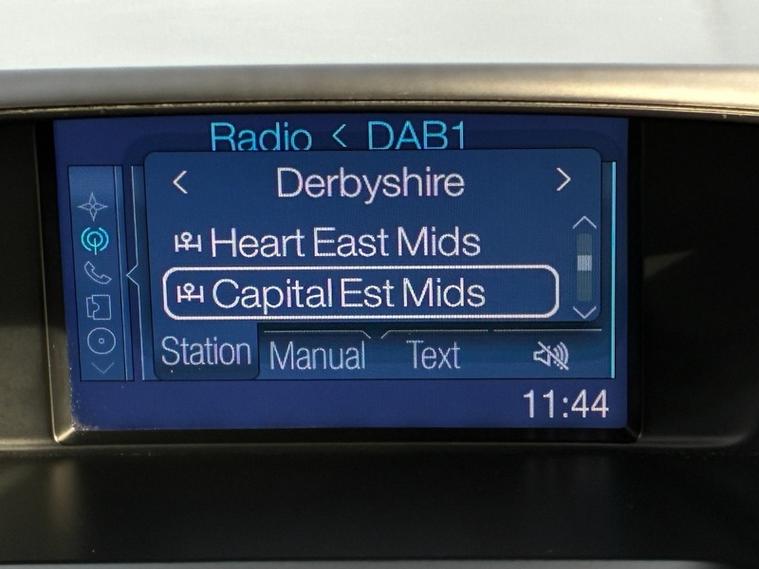 Radio < DAB1
< Derbyshire >
Heart East Mids
Capital Est Mids
Station Manual Text
11:44